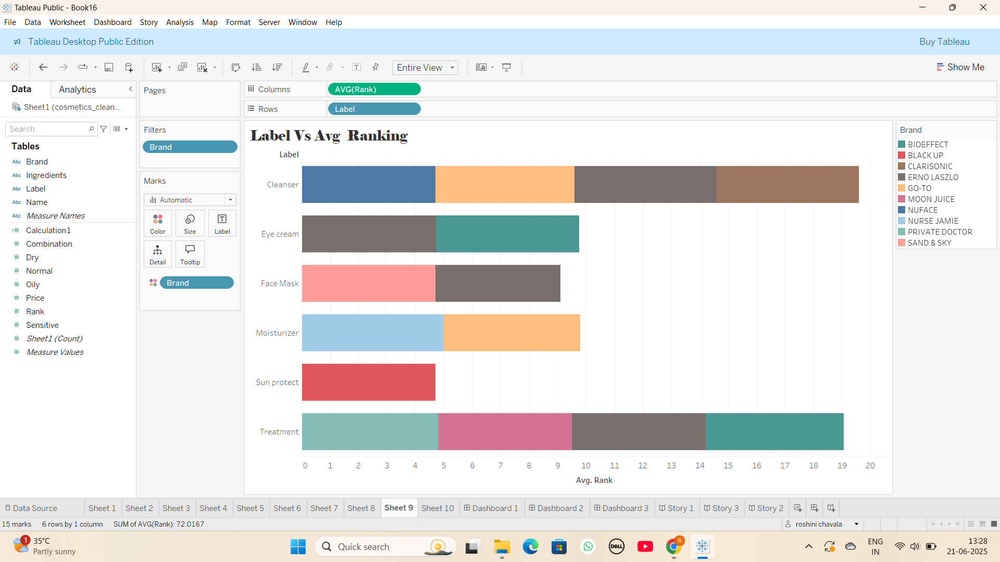 Tableau Public - Book16
File Data Worksheet Dashboard Story Analysis Map Format Server Window Help
Tableau Desktop Public Edition
Buy Tableau
Entire View
Show Me
Data
Analytics
Sheet1 (cosmetics_clean...
Search
Tables
Abc Brand
Abc Ingredients
Abc Label
Abc Name
Abc Measure Names
Calculation1
Combination
Dry
Normal
Oily
Price
Rank
Sensitive
Sheet1 (Count)
Measure Values
Pages
Filters
Brand
Marks
Automatic
Color Size Label
Detail Tooltip
Brand
Columns AVG(Rank)
Rows Label
Label Vs Avg Ranking
Label
Cleanser
Eye cream
Face Mask
Moisturizer
Sun protect
Treatment
0 1 2 3 4 5 6 7 8 9 10 11 12 13 14 15 16 17 18 19 20
Avg. Rank
Brand
BIOEFFECT
BLACK UP
CLARISONIC
ERNO LASZLO
GO-TO
MOON JUICE
NUFACE
NURSE JAMIE
PRIVATE DOCTOR
SAND & SKY
Data Source Sheet 1 Sheet 2 Sheet 3 Sheet 4 Sheet 5 Sheet 6 Sheet 7 Sheet 8 Sheet 9 Sheet 10 Dashboard 1 Dashboard 2 Dashboard 3 Story 1 Story 3 Story 2
15 marks 6 rows by 1 column SUM of AVG(Rank): 72.0167
roshini chavala
1
35°C
Partly sunny
Quick search
DELL
R
ENG
IN
13:28
21-06-2025